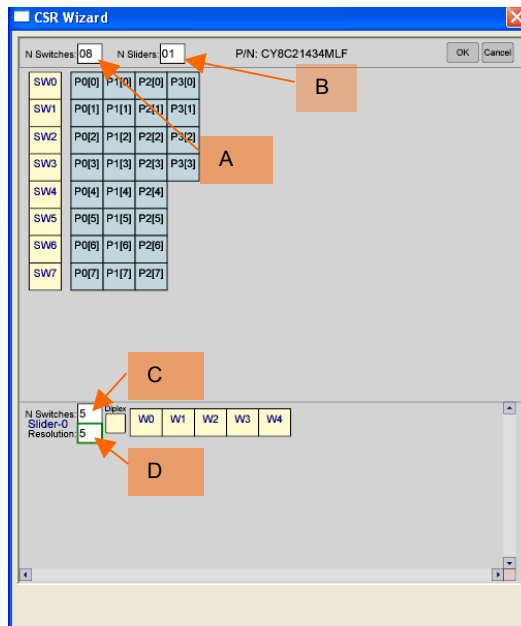 CSR Wizard
N Switches: 08 N Sliders: 01 P/N: CY8C21434MLF OK Cancel
B
SW0 P0[0] P1[0] P2[0] P3[0]
SW1 P0[1] P1[1] P2[1] P3[1]
SW2 P0[2] P1[2] P2[2] P3[2]
A
SW3 P0[3] P1[3] P2[3] P3[3]
SW4 P0[4] P1[4] P2[4]
SW5 P0[5] P1[5] P2[5]
SW6 P0[6] P1[6] P2[6]
SW7 P0[7] P1[7] P2[7]
C
N Switches: 5 Diplex
Slider-0 W0 W1 W2 W3 W4
Resolution: 5
D